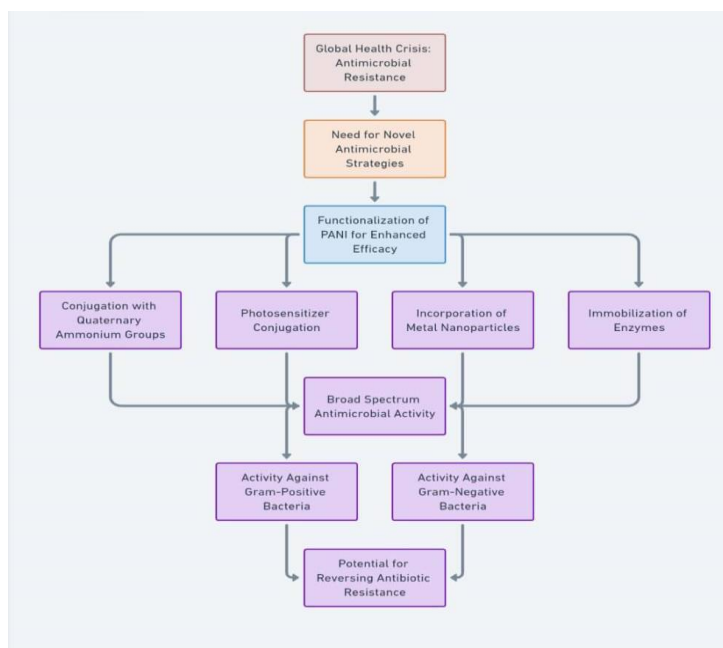 Global Health Crisis:
Antimicrobial
Resistance
Need for Novel
Antimicrobial
Strategies
Functionalization of
PANI for Enhanced
Efficacy
Conjugation with
Quaternary
Ammonium Groups
Photosensitizer
Conjugation
Incorporation of
Metal Nanoparticles
Immobilization of
Enzymes
Broad Spectrum
Antimicrobial Activity
Activity Against
Gram-Positive
Bacteria
Activity Against
Gram-Negative
Bacteria
Potential for
Reversing Antibiotic
Resistance